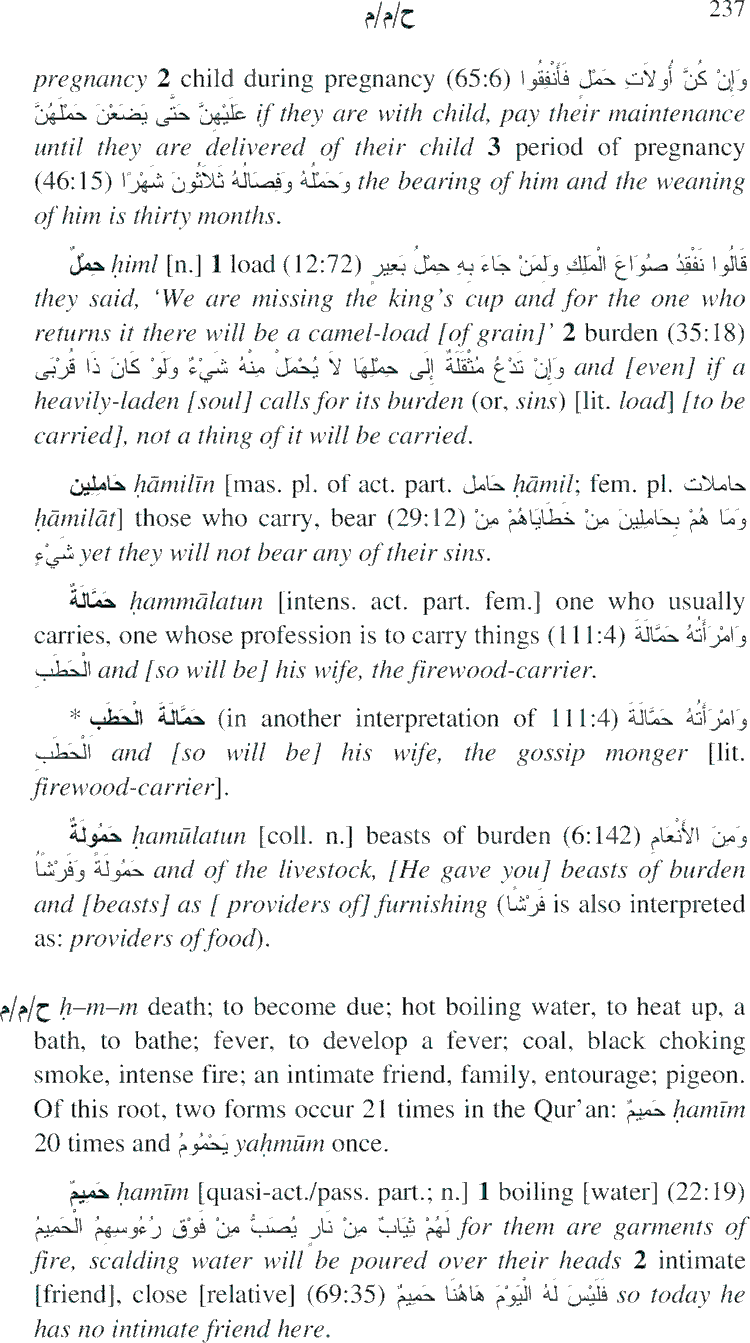 ح/م/م 237
pregnancy 2 child during pregnancy (65:6) وَإِنْ كُنَّ أُولَاتِ حَمْلٍ فَأَنْفِقُوا
عَلَيْهِنَّ حَتَّى يَضَعْنَ حَمْلَهُنَّ if they are with child, pay their maintenance
until they are delivered of their child 3 period of pregnancy
(46:15) وَحَمْلُهُ وَفِصَالُهُ ثَلَاثُونَ شَهْرًا the bearing of him and the weaning
of him is thirty months.
حِمْلٌ ḥiml [n.] 1 load (12:72) قَالُوا نَفْقِدُ صُوَاعَ الْمَلِكِ وَلِمَنْ جَاءَ بِهِ حِمْلُ بَعِيرٍ
they said, ‘We are missing the king’s cup and for the one who
returns it there will be a camel-load [of grain]’ 2 burden (35:18)
وَإِنْ تَدْعُ مُثْقَلَةٌ إِلَى حِمْلِهَا لَا يُحْمَلْ مِنْهُ شَيْءٌ وَلَوْ كَانَ ذَا قُرْبَى and [even] if a
heavily-laden [soul] calls for its burden (or, sins) [lit. load] [to be
carried], not a thing of it will be carried.
حَامِلِين ḥāmilīn [mas. pl. of act. part. حَامل ḥāmil; fem. pl. حاملات
ḥāmilāt] those who carry, bear (29:12) وَمَا هُمْ بِحَامِلِينَ مِنْ خَطَايَاهُمْ مِنْ
شَيْءٍ yet they will not bear any of their sins.
حَمَّالَةٌ ḥammālatun [intens. act. part. fem.] one who usually
carries, one whose profession is to carry things (111:4) وَامْرَأَتُهُ حَمَّالَةَ
الْحَطَبِ and [so will be] his wife, the firewood-carrier.
* حَمَّالَةَ الْحَطَبِ (in another interpretation of 111:4) وَامْرَأَتُهُ حَمَّالَةَ
الْحَطَبِ and [so will be] his wife, the gossip monger [lit.
firewood-carrier].
حَمُولَةٌ ḥamūlatun [coll. n.] beasts of burden (6:142) وَمِنَ الأَنْعَامِ
حَمُولَةً وَفَرْشاً and of the livestock, [He gave you] beasts of burden
and [beasts] as [ providers of] furnishing (فَرْشاً is also interpreted
as: providers of food).
ح/م/م ḥ–m–m death; to become due; hot boiling water, to heat up, a
bath, to bathe; fever, to develop a fever; coal, black choking
smoke, intense fire; an intimate friend, family, entourage; pigeon.
Of this root, two forms occur 21 times in the Qur’an: حَمِيمٌ ḥamīm
20 times and يَحْمُومُ yaḥmūm once.
حَمِيمٌ ḥamīm [quasi-act./pass. part.; n.] 1 boiling [water] (22:19)
لَهُمْ ثِيَابٌ مِنْ نَارٍ يُصَبُّ مِنْ فَوْقِ رُءُوسِهِمُ الْحَمِيمُ for them are garments of
fire, scalding water will be poured over their heads 2 intimate
[friend], close [relative] (69:35) فَلَيْسَ لَهُ الْيَوْمَ هَاهُنَا حَمِيمٌ so today he
has no intimate friend here.